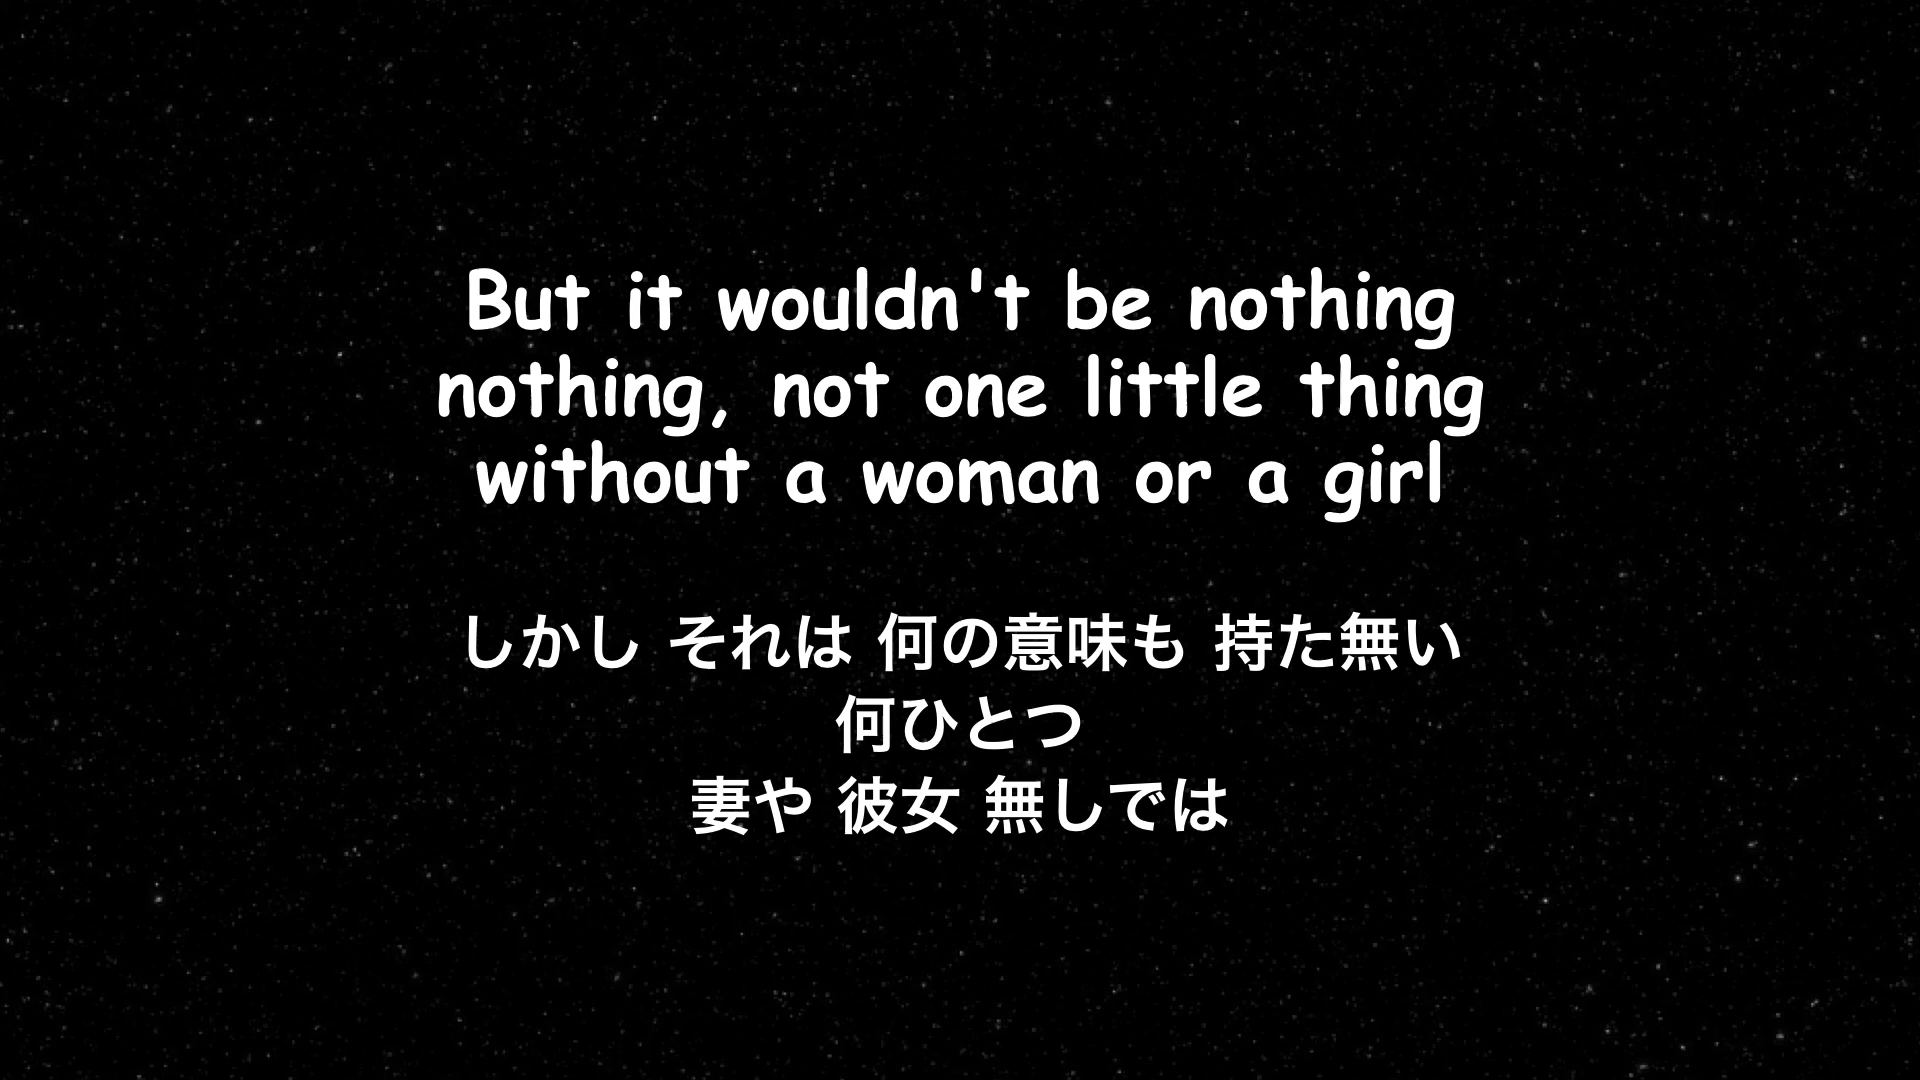 But it wouldn't be nothing
nothing, not one little thing
without a woman or a girl
しかし それは 何の意味も 持た無い
何ひとつ
妻や 彼女 無しでは